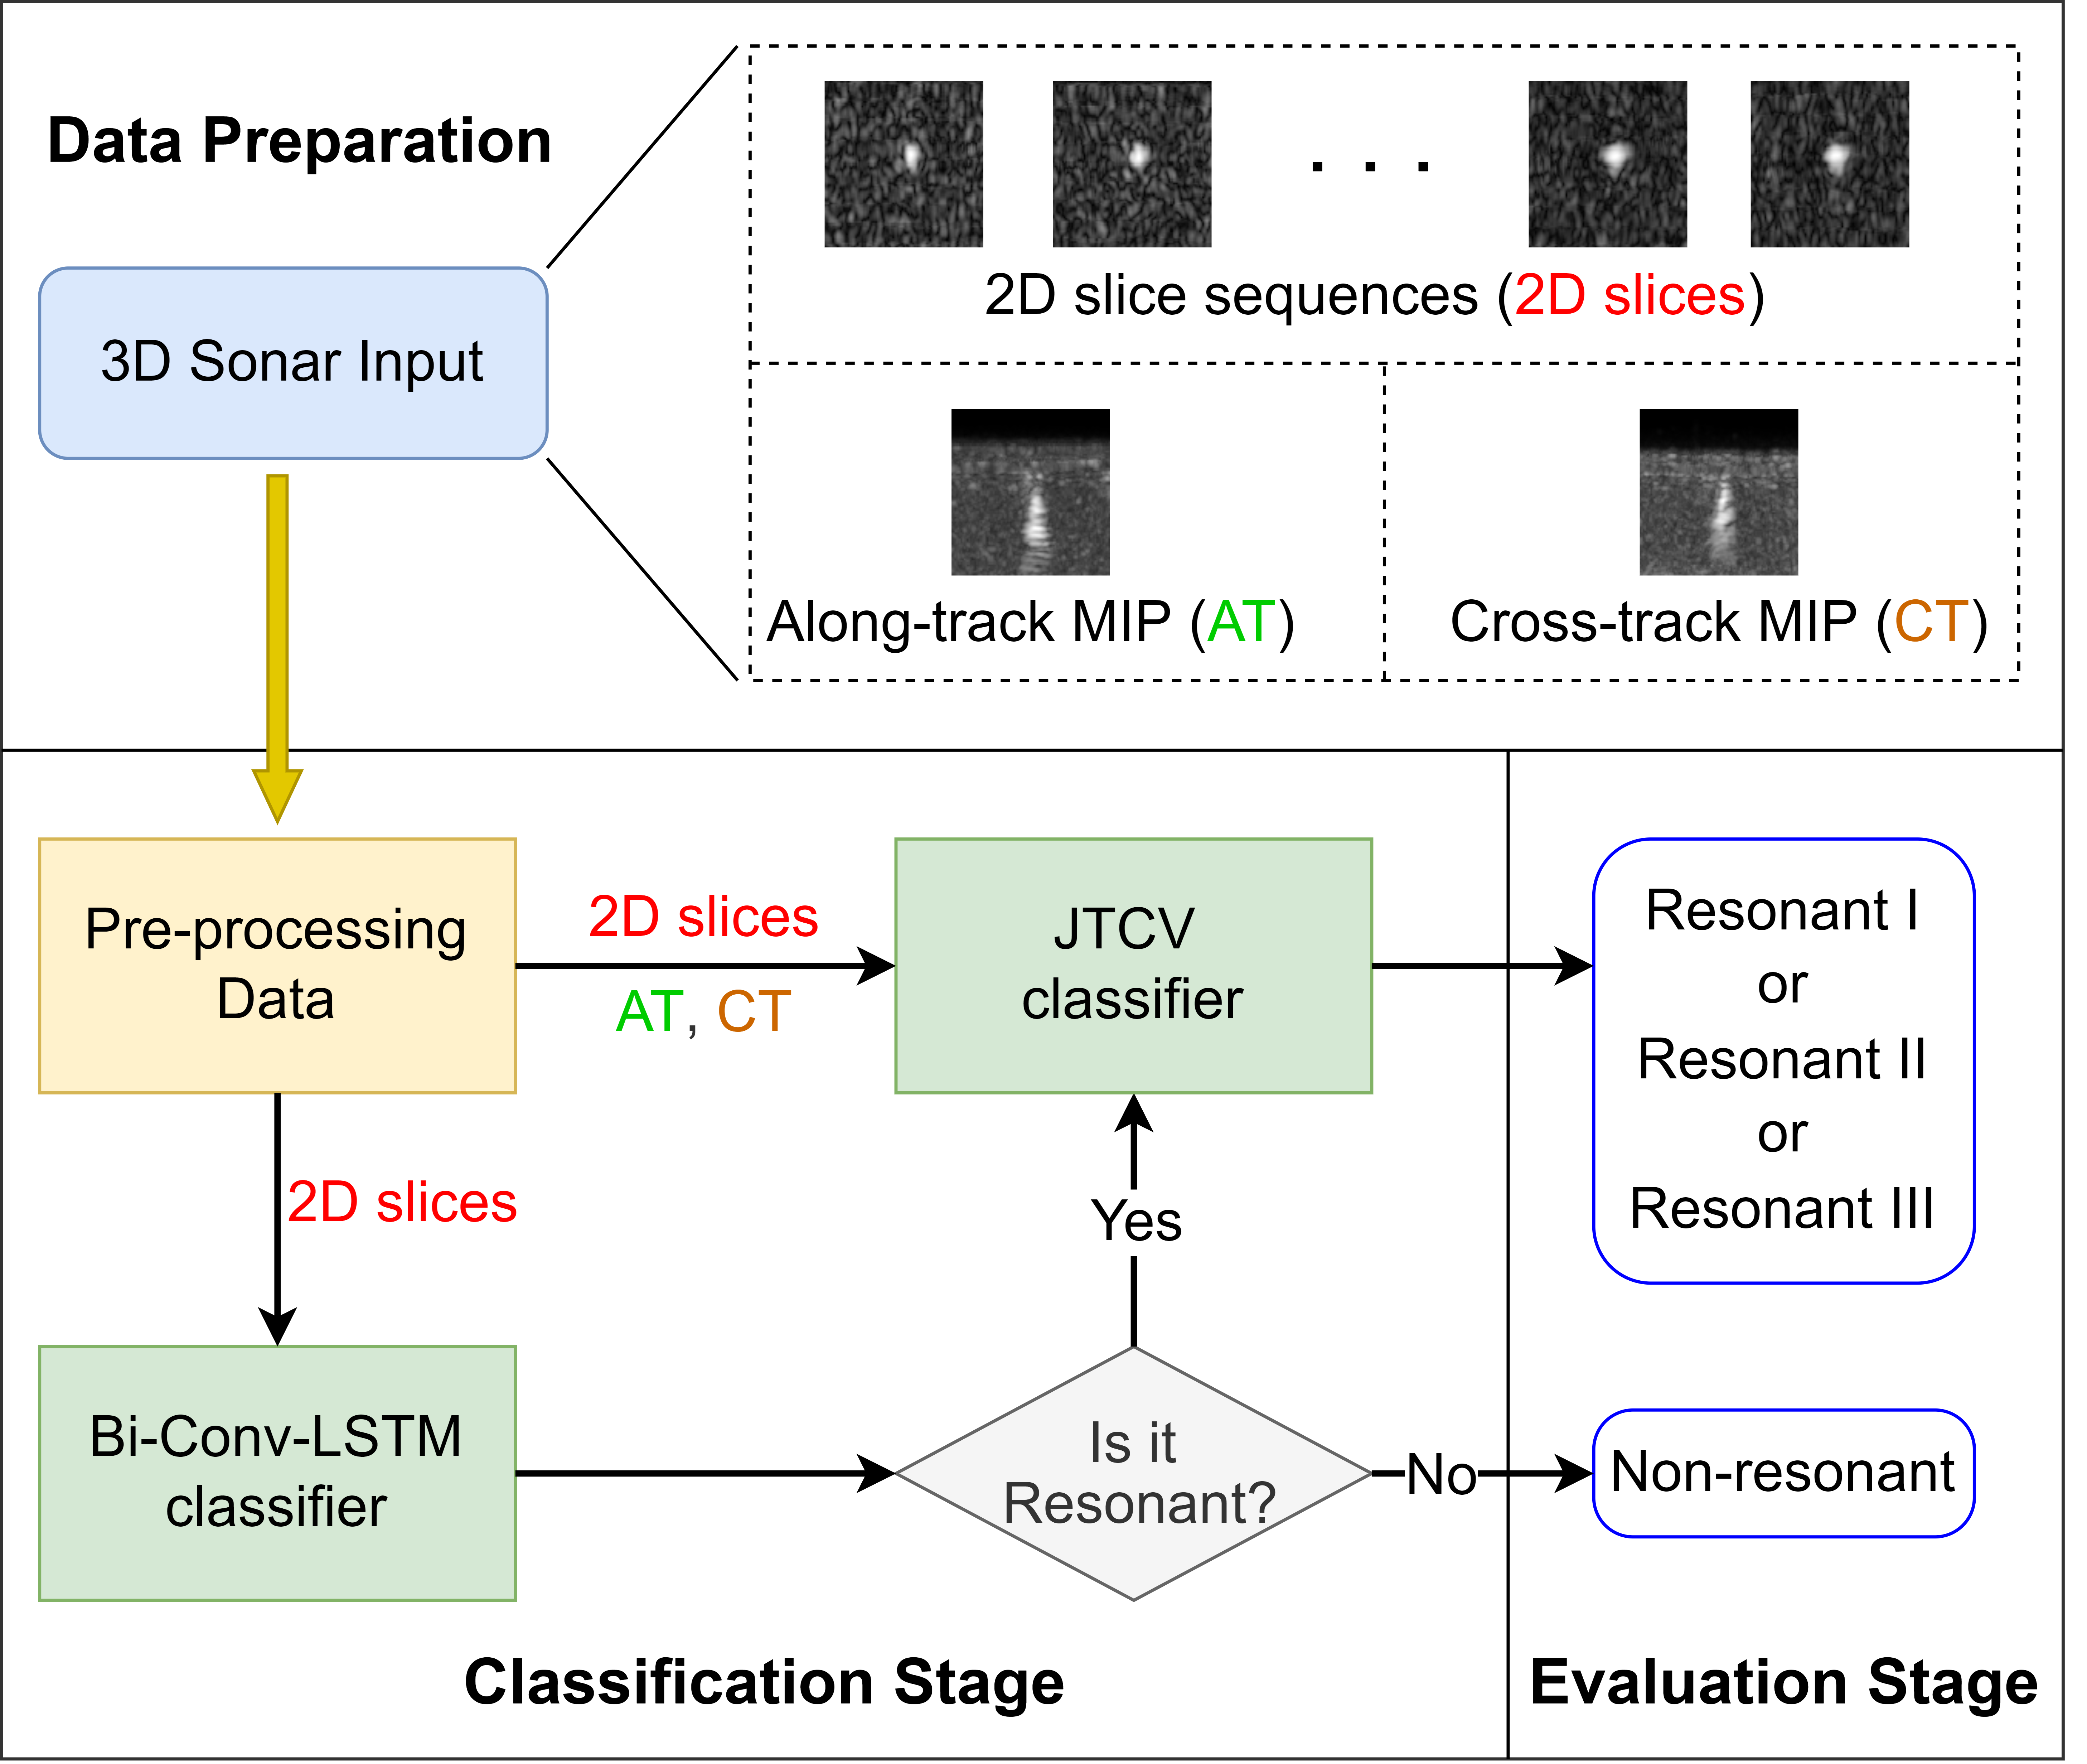 Data Preparation
3D Sonar Input
. . .
2D slice sequences (2D slices)
Along-track MIP (AT)
Cross-track MIP (CT)
Pre-processing
Data
2D slices
AT, CT
JTCV
classifier
Resonant I
or
Resonant II
or
Resonant III
2D slices
Yes
Bi-Conv-LSTM
classifier
Is it
Resonant?
No
Non-resonant
Classification Stage
Evaluation Stage